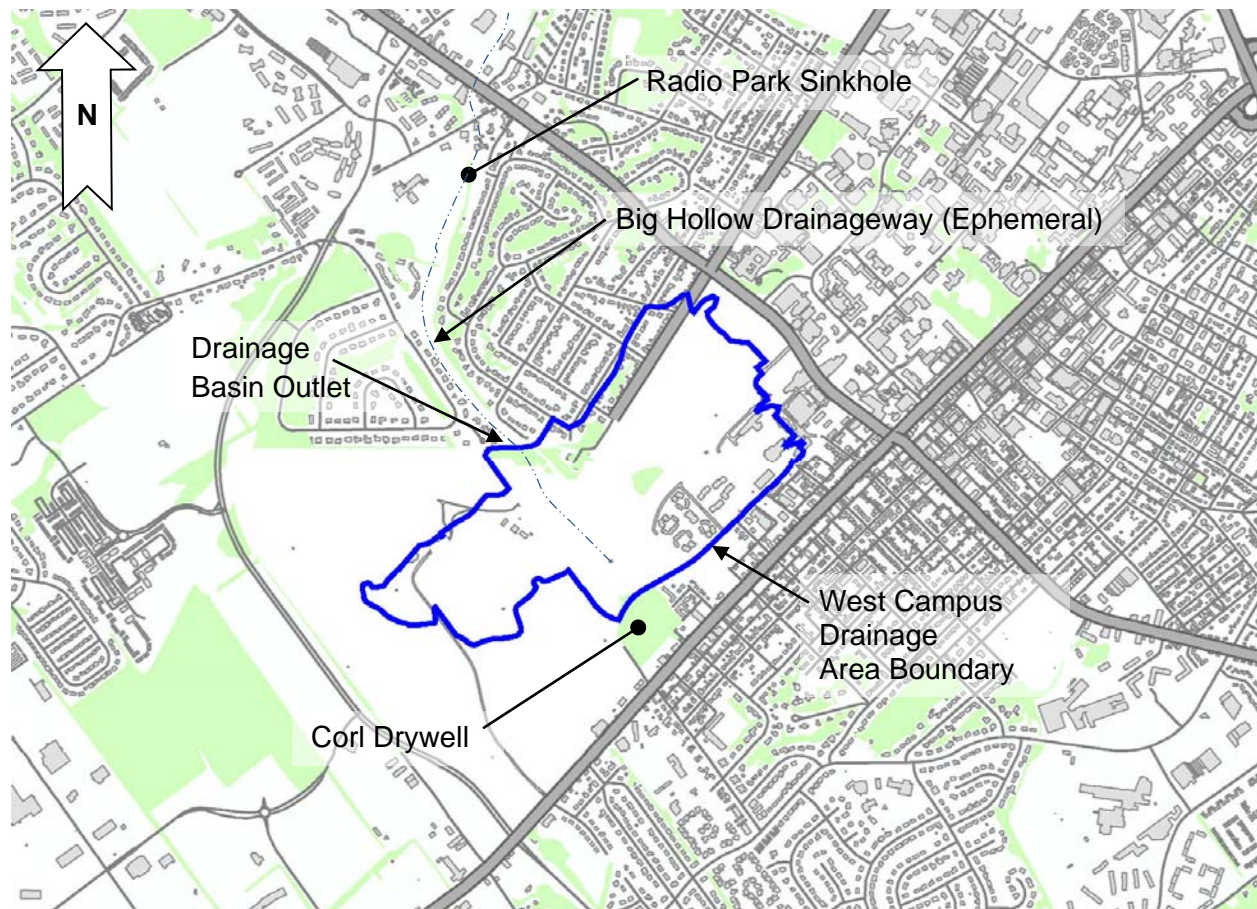 N
Radio Park Sinkhole
Big Hollow Drainageway (Ephemeral)
Drainage
Basin Outlet
West Campus
Drainage
Area Boundary
Corl Drywell